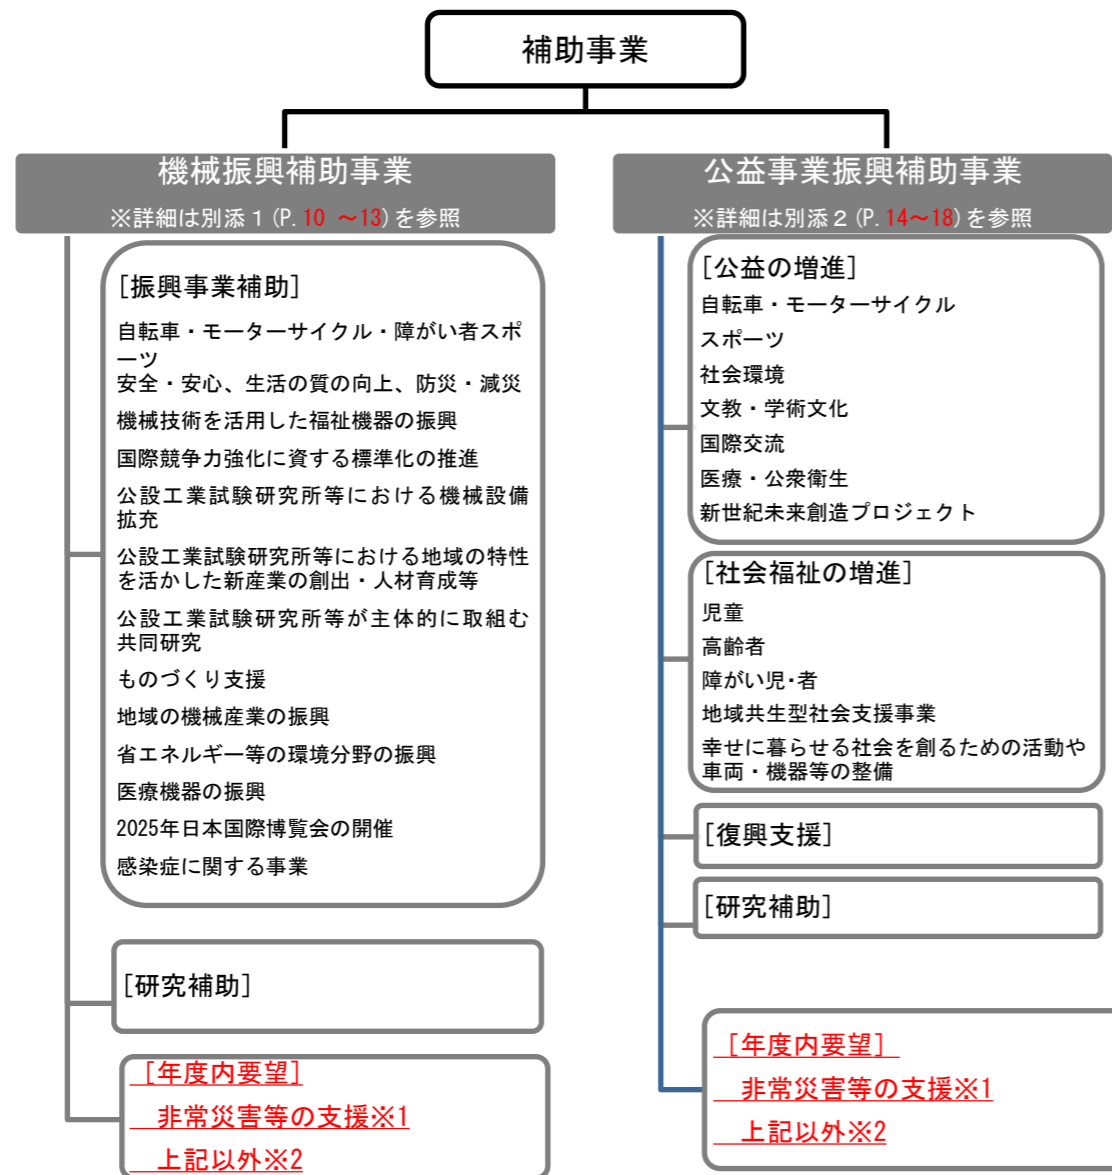 補助事業
機械振興補助事業
※詳細は別添1(P.10 ～13)を参照
[振興事業補助]
自転車・モーターサイクル・障がい者スポ
ーツ
安全・安心、生活の質の向上、防災・減災
機械技術を活用した福祉機器の振興
国際競争力強化に資する標準化の推進
公設工業試験研究所等における機械設備
拡充
公設工業試験研究所等における地域の特性
を活かした新産業の創出・人材育成等
公設工業試験研究所等が主体的に取組む
共同研究
ものづくり支援
地域の機械産業の振興
省エネルギー等の環境分野の振興
医療機器の振興
2025年日本国際博覧会の開催
感染症に関する事業
[研究補助]
[年度内要望]
非常災害等の支援※1
上記以外※2
公益事業振興補助事業
※詳細は別添2(P.14～18)を参照
[公益の増進]
自転車・モーターサイクル
スポーツ
社会環境
文教・学術文化
国際交流
医療・公衆衛生
新世紀未来創造プロジェクト
[社会福祉の増進]
児童
高齢者
障がい児･者
地域共生型社会支援事業
幸せに暮らせる社会を創るための活動や
車両・機器等の整備
[復興支援]
[研究補助]
[年度内要望]
非常災害等の支援※1
上記以外※2